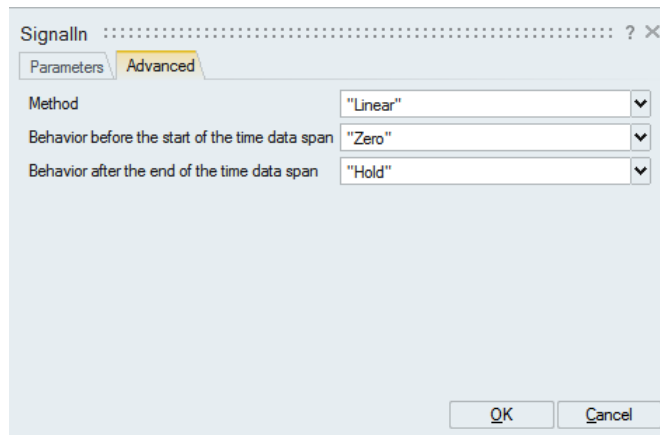 SignalIn ? ×
Parameters Advanced
Method "Linear"
Behavior before the start of the time data span "Zero"
Behavior after the end of the time data span "Hold"
OK Cancel